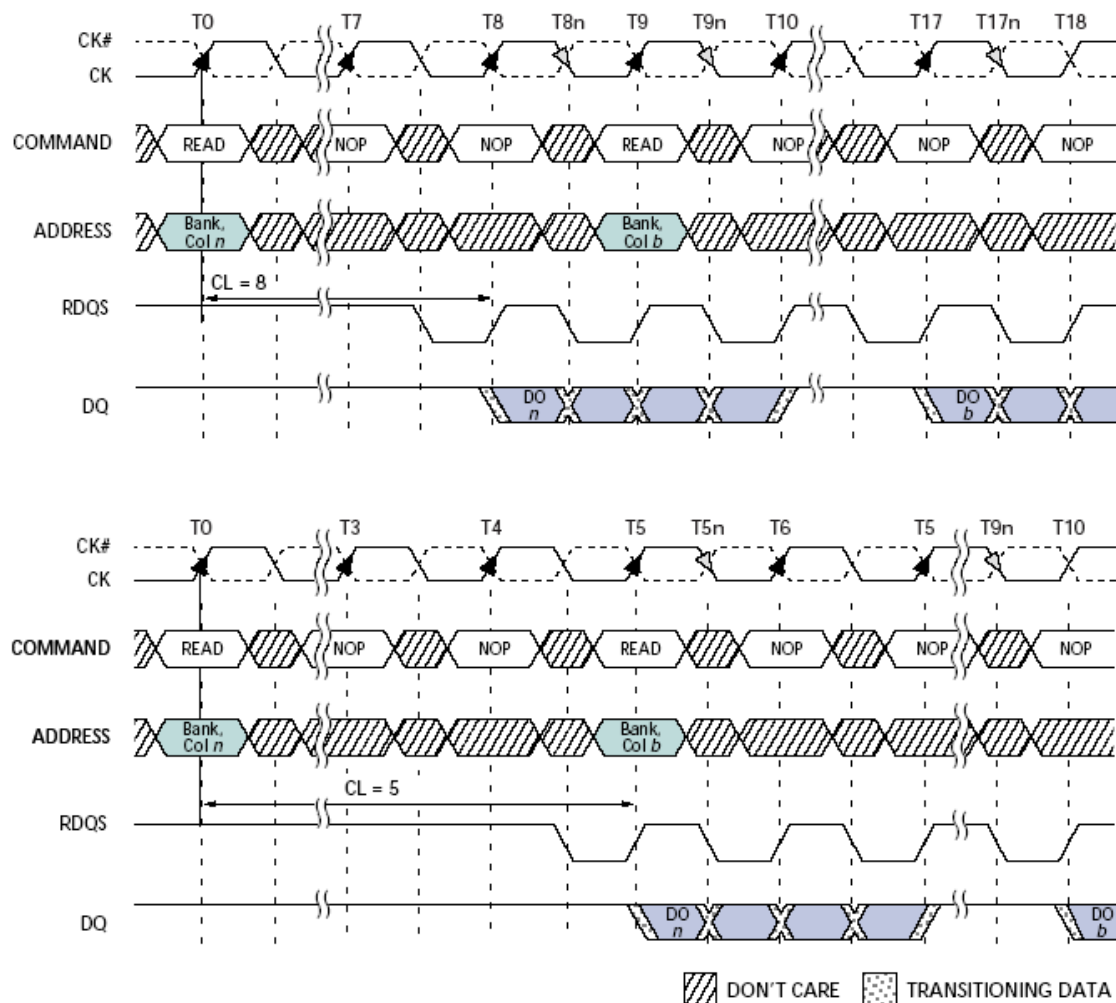 T0 T7 T8 T8n T9 T9n T10 T17 T17n T18
CK#
CK
COMMAND READ NOP NOP READ NOP NOP NOP
ADDRESS Bank, Col n Bank, Col b
CL = 8
RDQS
DQ DO n DO b
T0 T3 T4 T5 T5n T6 T5 T9n T10
CK#
CK
COMMAND READ NOP NOP READ NOP NOP NOP
ADDRESS Bank, Col n Bank, Col b
CL = 5
RDQS
DQ DO n DO b
DON'T CARE TRANSITIONING DATA